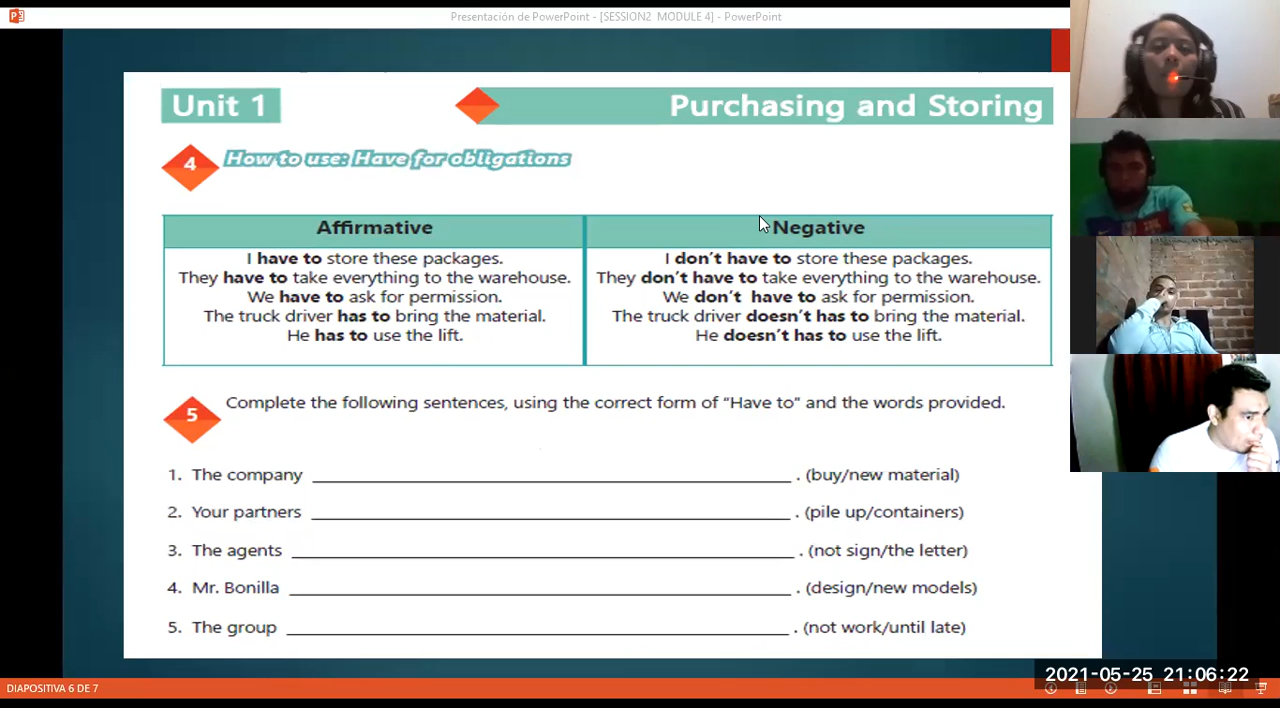 Presentación de PowerPoint - [SESSION2 MODULE 4] - PowerPoint
Unit 1
Purchasing and Storing
4
How to use: Have for obligations
Affirmative
I have to store these packages.
They have to take everything to the warehouse.
We have to ask for permission.
The truck driver has to bring the material.
He has to use the lift.
Negative
I don't have to store these packages.
They don't have to take everything to the warehouse.
We don't have to ask for permission.
The truck driver doesn't has to bring the material.
He doesn't has to use the lift.
5
Complete the following sentences, using the correct form of "Have to" and the words provided.
1. The company ____________________ . (buy/new material)
2. Your partners ____________________ . (pile up/containers)
3. The agents ____________________ . (not sign/the letter)
4. Mr. Bonilla ____________________ . (design/new models)
5. The group ____________________ . (not work/until late)
2021-05-25 21:06:22
DIAPOSITIVA 6 DE 7